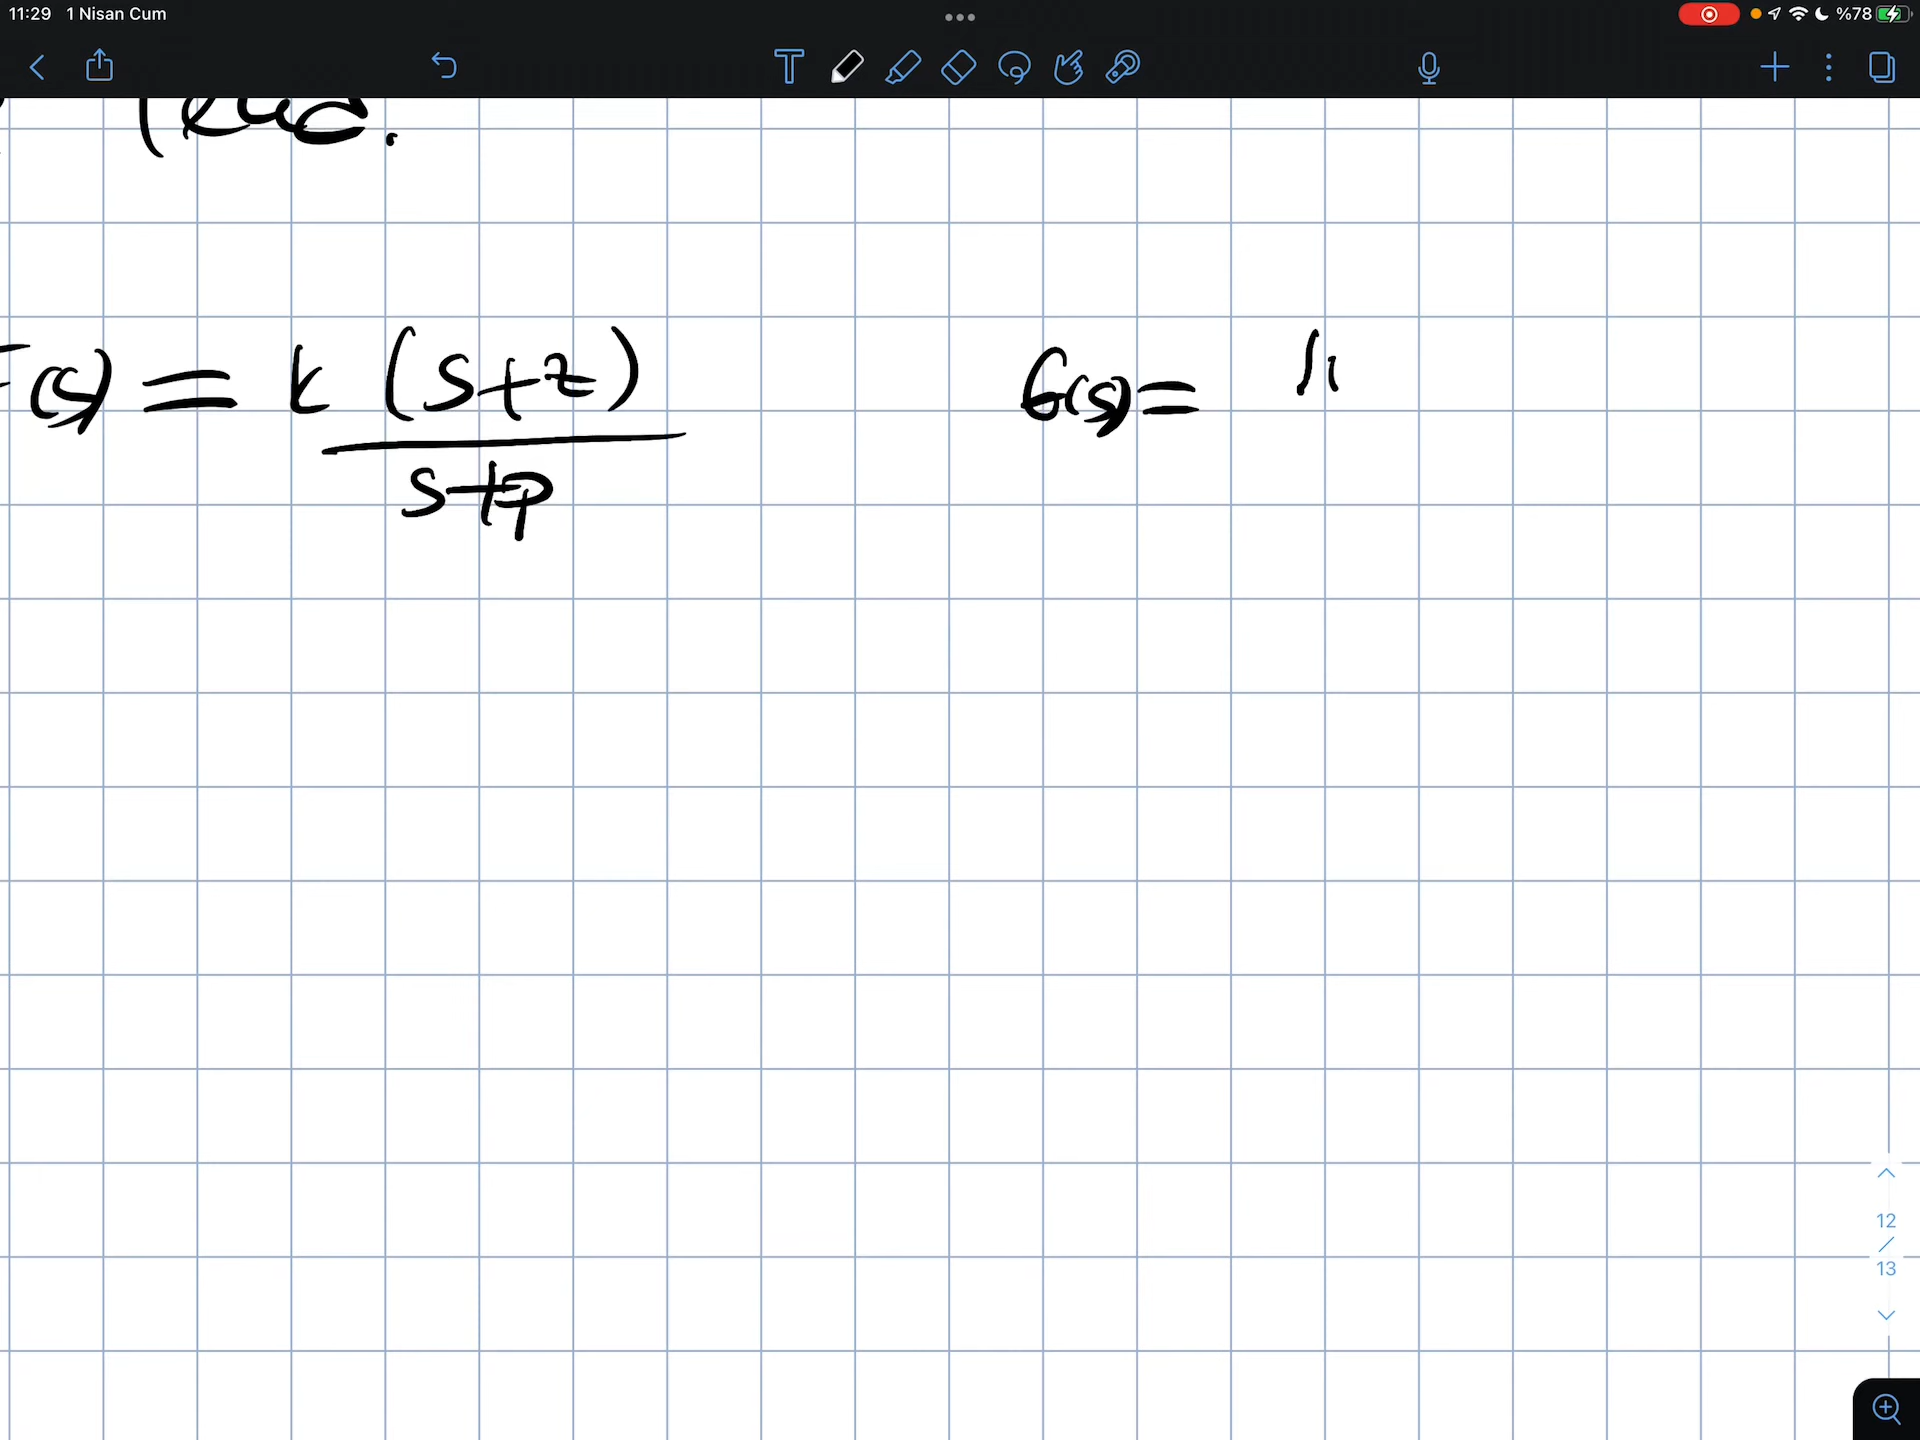 11:29 1 Nisan Cum
%78
F(s) = k (s+z)
s+p
G(s) =
12
/
13